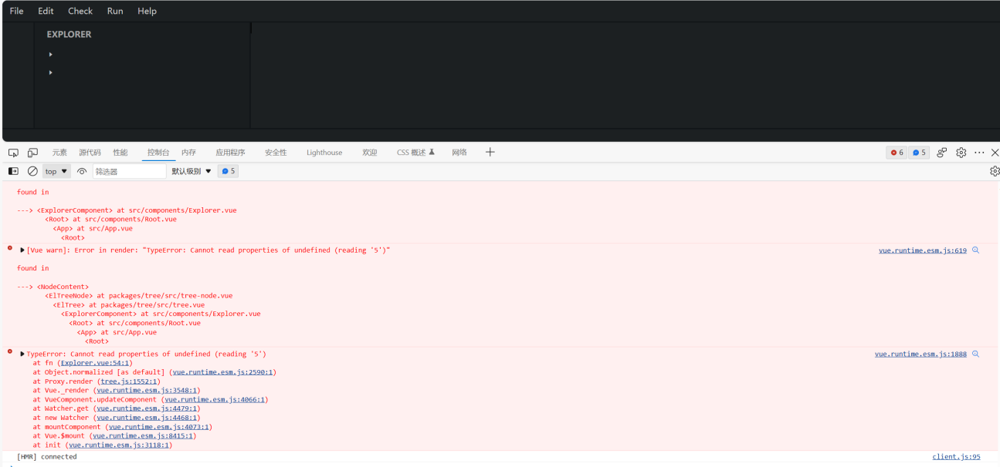 File Edit Check Run Help
EXPLORER
元素 源代码 性能 控制台 内存 应用程序 安全性 Lighthouse 欢迎 CSS 概述 网络 6 5
top 筛选器 默认级别 5
found in
---> <ExplorerComponent> at src/components/Explorer.vue
<Root> at src/components/Root.vue
<App> at src/App.vue
<Root>
[Vue warn]: Error in render: "TypeError: Cannot read properties of undefined (reading '5')" vue.runtime.esm.js:619
found in
---> <NodeContent>
<ElTreeNode> at packages/tree/src/tree-node.vue
<ElTree> at packages/tree/src/tree.vue
<ExplorerComponent> at src/components/Explorer.vue
<Root> at src/components/Root.vue
<App> at src/App.vue
<Root>
TypeError: Cannot read properties of undefined (reading '5') vue.runtime.esm.js:1888
at fn (Explorer.vue:54:1)
at Object.normalized [as default] (vue.runtime.esm.js:2590:1)
at Proxy.render (tree.js:1552:1)
at Vue._render (vue.runtime.esm.js:3548:1)
at VueComponent.updateComponent (vue.runtime.esm.js:4066:1)
at Watcher.get (vue.runtime.esm.js:4479:1)
at new Watcher (vue.runtime.esm.js:4468:1)
at mountComponent (vue.runtime.esm.js:4073:1)
at Vue.$mount (vue.runtime.esm.js:8415:1)
at init (vue.runtime.esm.js:3118:1)
[HMR] connected client.js:95